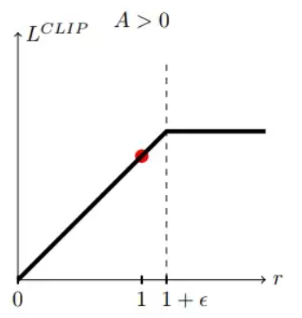 L^{CLIP} A > 0
r
0 1 1 + ϵ